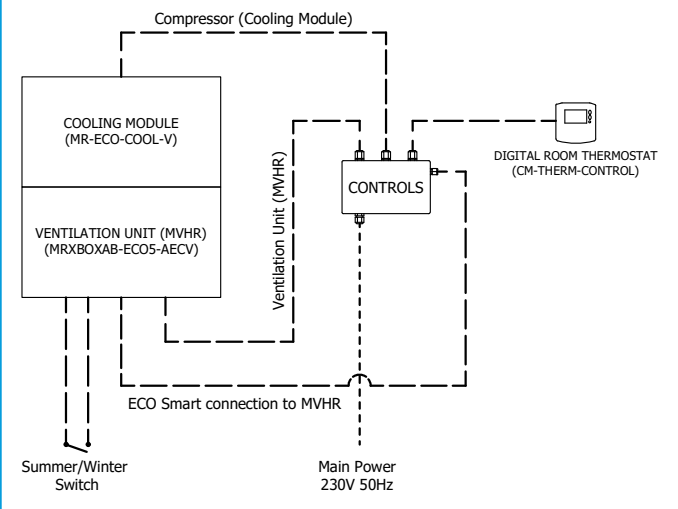 Compressor (Cooling Module)
COOLING MODULE
(MR-ECO-COOL-V)
DIGITAL ROOM THERMOSTAT
(CM-THERM-CONTROL)
CONTROLS
Ventilation Unit (MVHR)
VENTILATION UNIT (MVHR)
(MRXBOXAB-ECO5-AECV)
ECO Smart connection to MVHR
Summer/Winter
Switch
Main Power
230V 50Hz